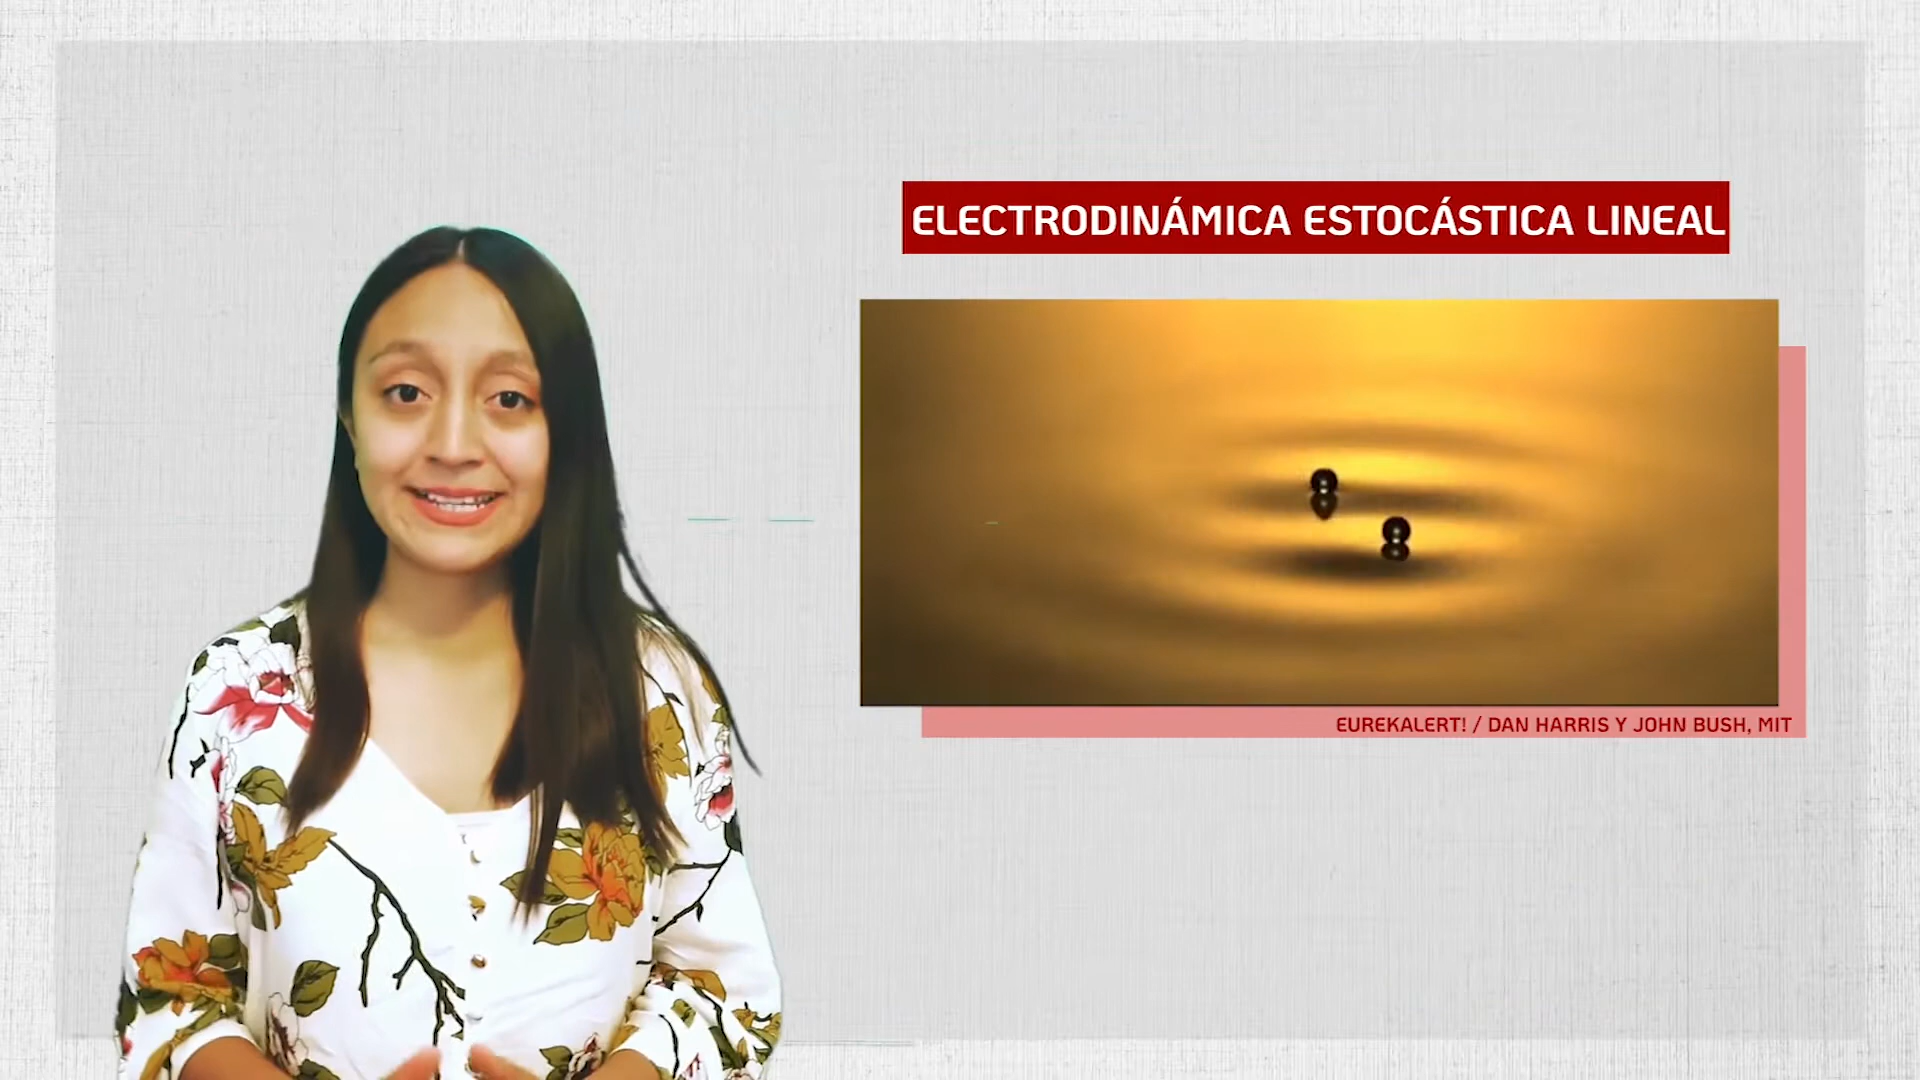 ELECTRODINÁMICA ESTOCÁSTICA LINEAL
EUREKALERT! / DAN HARRIS Y JOHN BUSH, MIT